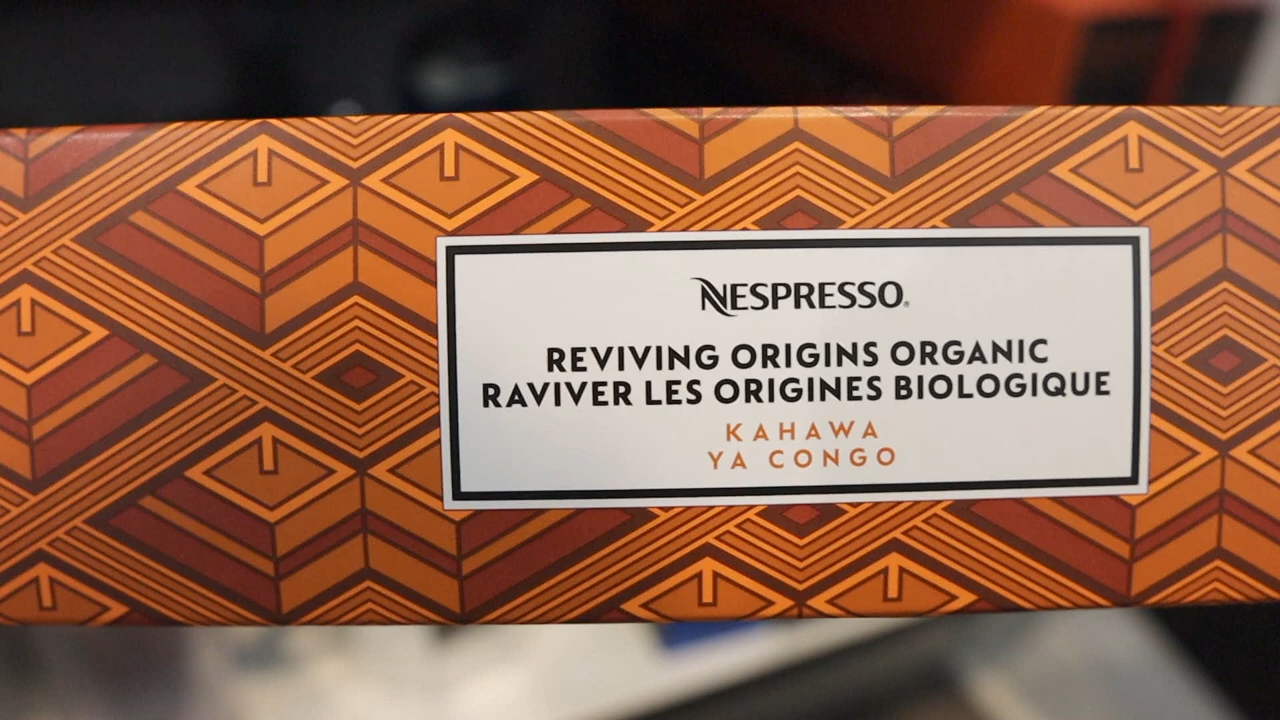 NESPRESSO
REVIVING ORIGINS ORGANIC
RAVIVER LES ORIGINES BIOLOGIQUE
KAHAWA
YA CONGO